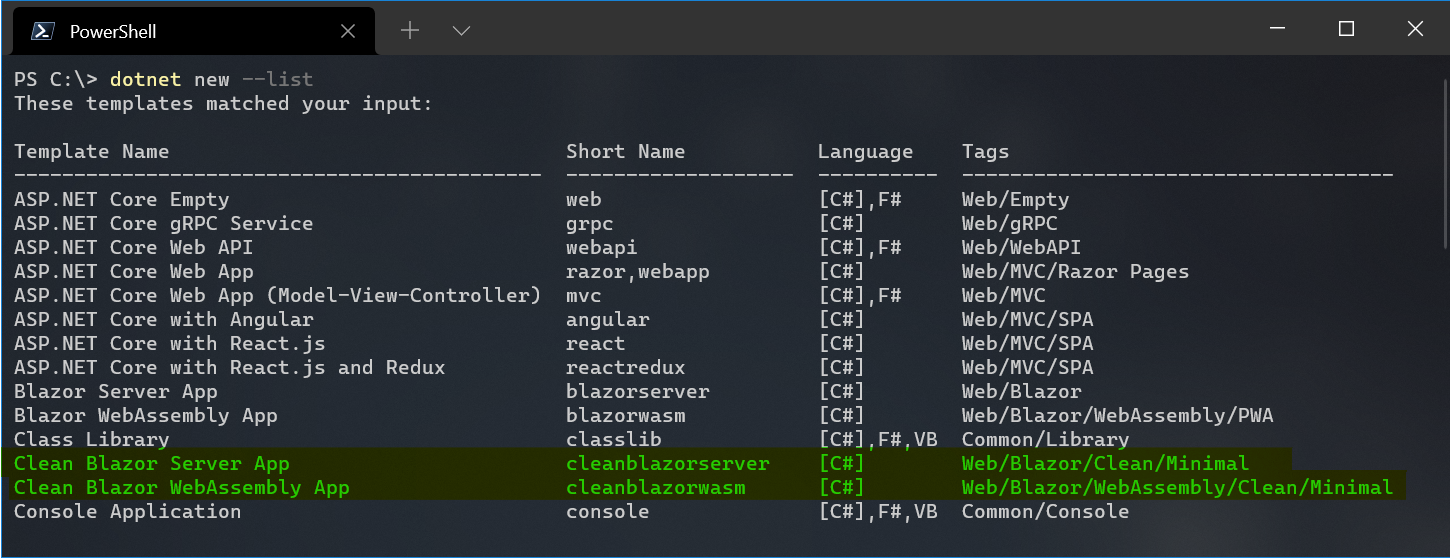 PowerShell
PS C:\> dotnet new --list
These templates matched your input:
Template Name Short Name Language Tags
-------------------------------------------- ------------------- ---------- ------------------------------------
ASP.NET Core Empty web [C#],F# Web/Empty
ASP.NET Core gRPC Service grpc [C#] Web/gRPC
ASP.NET Core Web API webapi [C#],F# Web/WebAPI
ASP.NET Core Web App razor,webapp [C#] Web/MVC/Razor Pages
ASP.NET Core Web App (Model-View-Controller) mvc [C#],F# Web/MVC
ASP.NET Core with Angular angular [C#] Web/MVC/SPA
ASP.NET Core with React.js react [C#] Web/MVC/SPA
ASP.NET Core with React.js and Redux reactredux [C#] Web/MVC/SPA
Blazor Server App blazorserver [C#] Web/Blazor
Blazor WebAssembly App blazorwasm [C#] Web/Blazor/WebAssembly/PWA
Class Library classlib [C#],F#,VB Common/Library
Clean Blazor Server App cleanblazorserver [C#] Web/Blazor/Clean/Minimal
Clean Blazor WebAssembly App cleanblazorwasm [C#] Web/Blazor/WebAssembly/Clean/Minimal
Console Application console [C#],F#,VB Common/Console